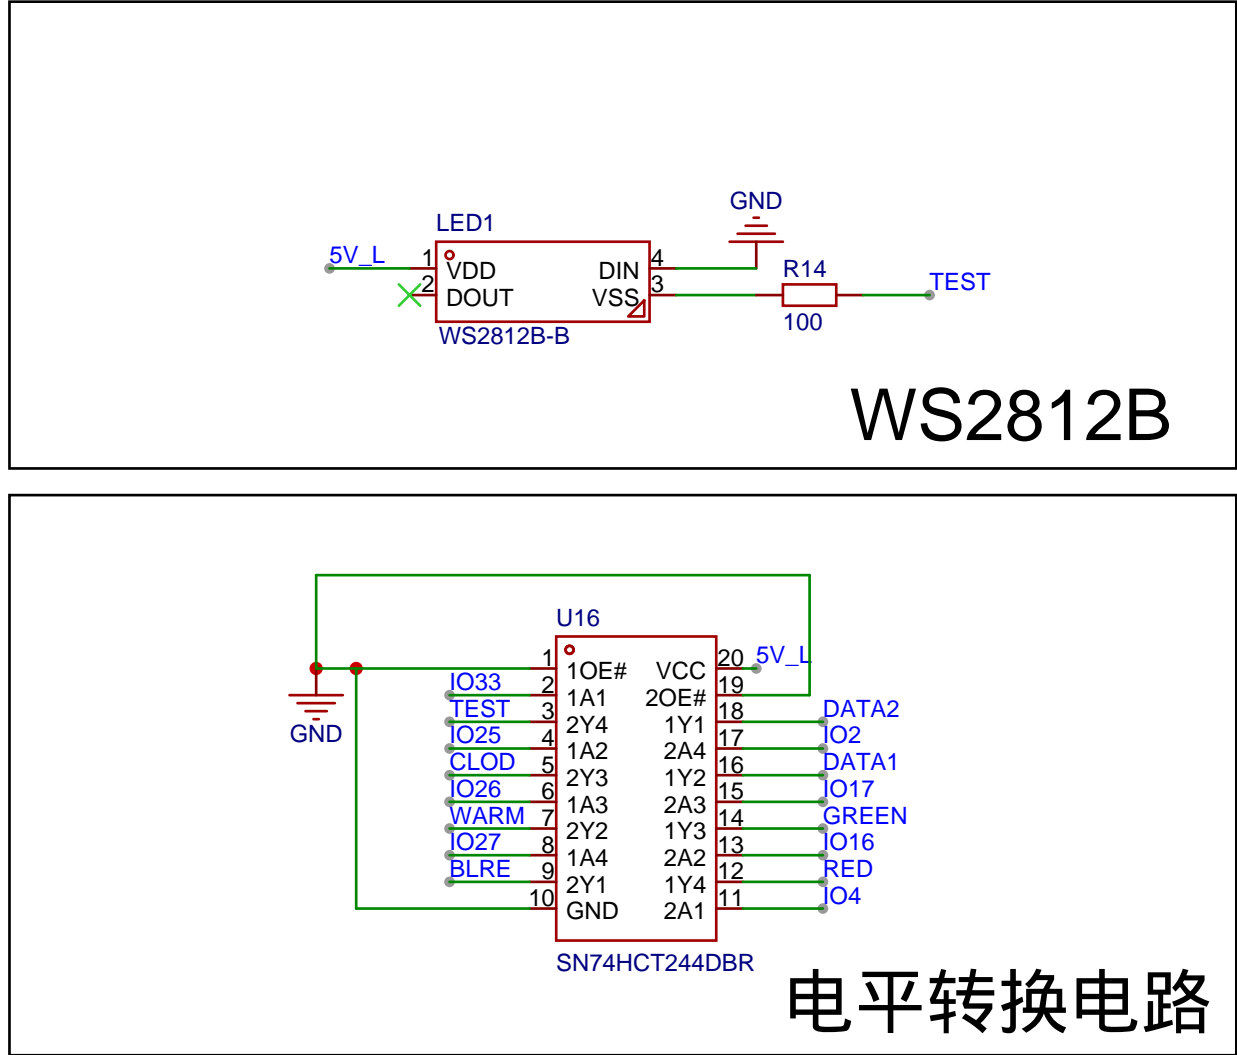 GND
LED1
5V_L
1
VDD
DIN
4
R14
TEST
2
DOUT
VSS
3
100
WS2812B-B
WS2812B
U16
1
1OE#
VCC
20
5V_L
IO33
2
1A1
2OE#
19
TEST
3
2Y4
1Y1
18
DATA2
GND
IO25
4
1A2
2A4
17
IO2
CLOD
5
2Y3
1Y2
16
DATA1
IO26
6
1A3
2A3
15
IO17
WARM
7
2Y2
1Y3
14
GREEN
IO27
8
1A4
2A2
13
IO16
BLRE
9
2Y1
1Y4
12
RED
10
GND
2A1
11
IO4
SN74HCT244DBR
电平转换电路